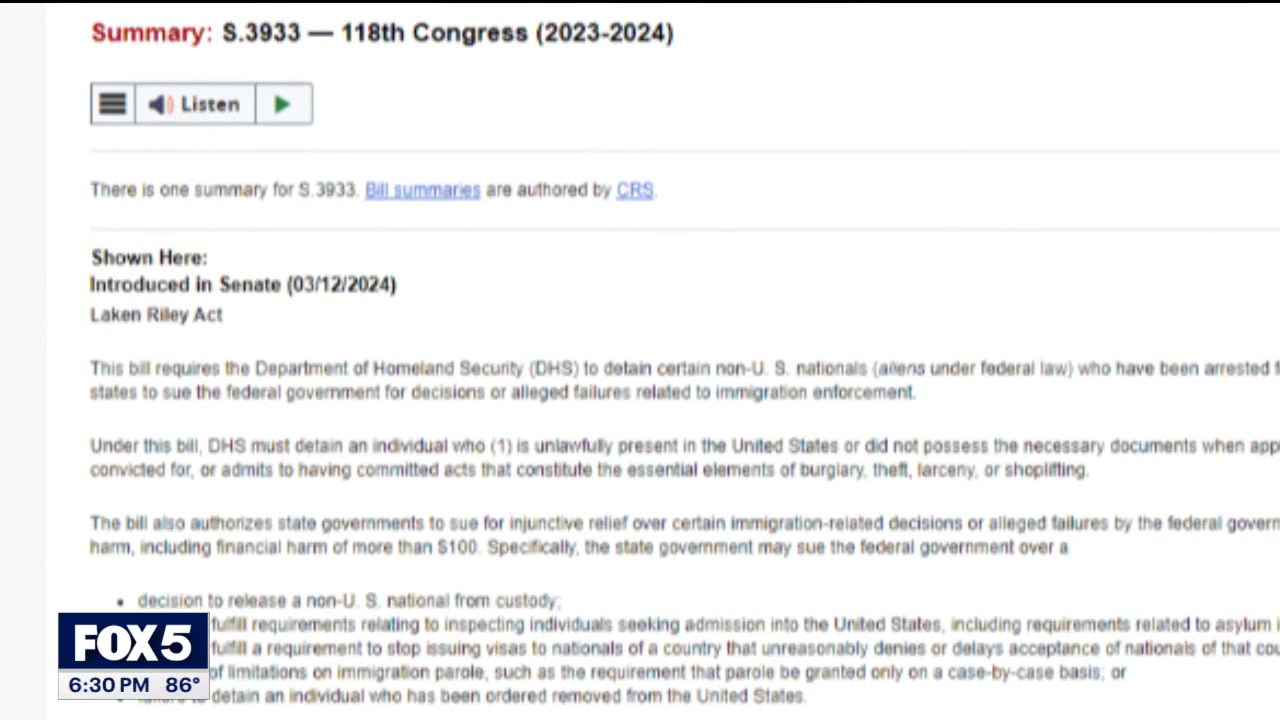 Summary: S.3933 — 118th Congress (2023-2024)
Listen
There is one summary for S.3933. Bill summaries are authored by CRS.
Shown Here:
Introduced in Senate (03/12/2024)
Laken Riley Act
This bill requires the Department of Homeland Security (DHS) to detain certain non-U. S. nationals (aliens under federal law) who have been arrested
states to sue the federal government for decisions or alleged failures related to immigration enforcement.
Under this bill, DHS must detain an individual who (1) is unlawfully present in the United States or did not possess the necessary documents when app
convicted for, or admits to having committed acts that constitute the essential elements of burglary, theft, larceny, or shoplifting.
The bill also authorizes state governments to sue for injunctive relief over certain immigration-related decisions or alleged failures by the federal govern
harm, including financial harm of more than $100. Specifically, the state government may sue the federal government over a
• decision to release a non-U. S. national from custody;
fulfill requirements relating to inspecting individuals seeking admission into the United States, including requirements related to asylum i
fulfill a requirement to stop issuing visas to nationals of a country that unreasonably denies or delays acceptance of nationals of that cou
of limitations on immigration parole, such as the requirement that parole be granted only on a case-by-case basis; or
detain an individual who has been ordered removed from the United States.
FOX 5
6:30 PM 86°